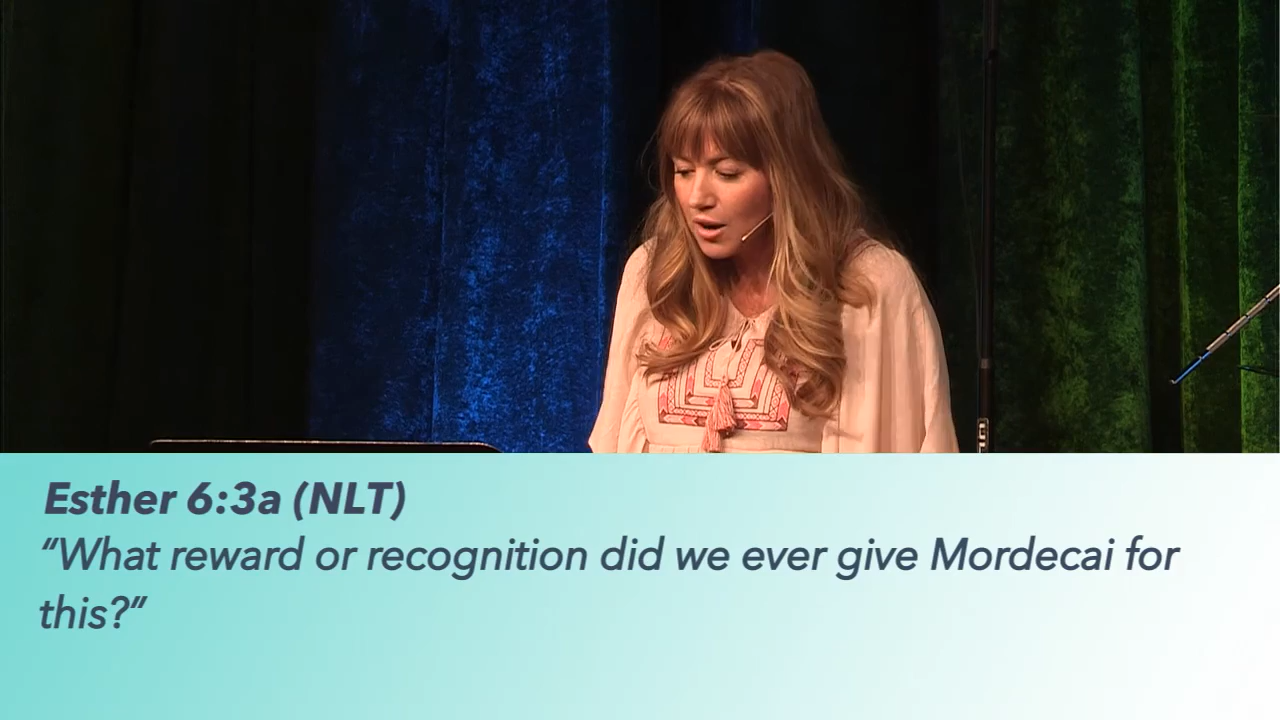 Esther 6:3a (NLT)
“What reward or recognition did we ever give Mordecai for
this?”